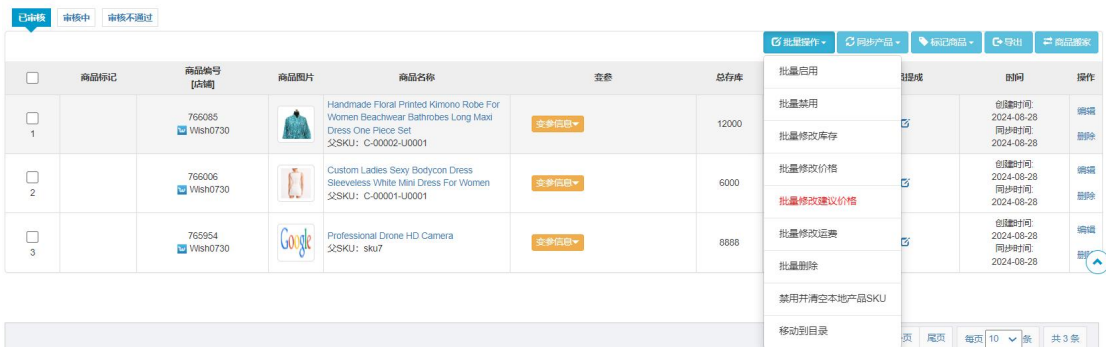 已审核 审核中 审核不通过
批量操作 同步产品 标记商品 导出 商品搬家
商品标记 商品编号 商品图片 商品名称 变参 总存库 提成 时间 操作
[店铺]
1 766085 Wish0730 Handmade Floral Printed Kimono Robe For
Women Beachwear Bathrobes Long Maxi
Dress One Piece Set
父SKU：C-00002-U0001
变参信息 12000 创建时间:
2024-08-28
同步时间:
2024-08-28
编辑
删除
2 766006 Wish0730 Custom Ladies Sexy Bodycon Dress
Sleeveless White Mini Dress For Women
父SKU：C-00001-U0001
变参信息 6000 创建时间:
2024-08-28
同步时间:
2024-08-28
编辑
删除
3 765954 Wish0730 Google Professional Drone HD Camera
父SKU：sku7
变参信息 8888 创建时间:
2024-08-28
同步时间:
2024-08-28
编辑
批量启用
批量禁用
批量修改库存
批量修改价格
批量修改建议价格
批量修改运费
批量删除
禁用并清空本地产品SKU
移动到目录
页 尾页 每页 10 条 共 3 条